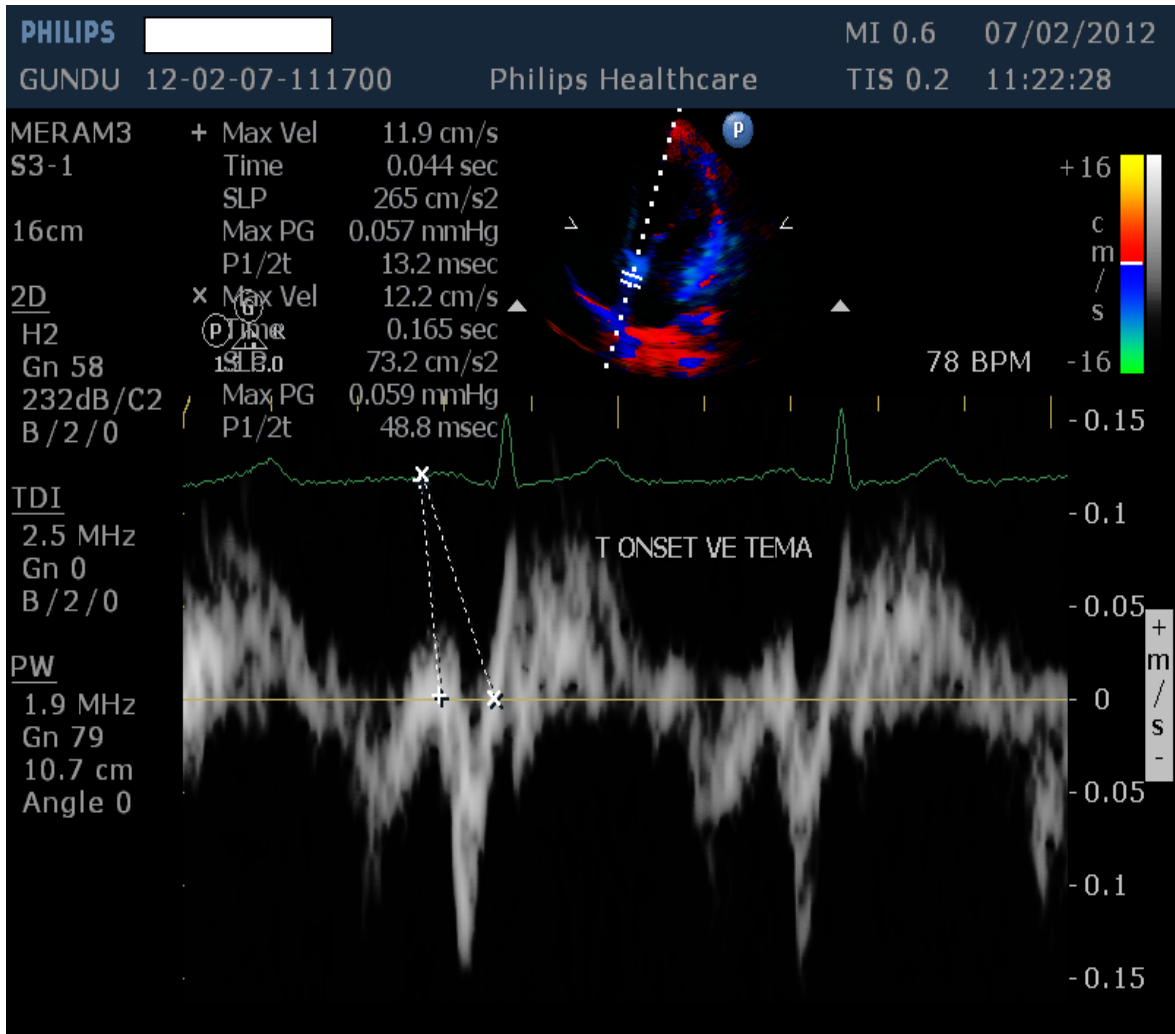 PHILIPS
MI 0.6 07/02/2012
GUNDU 12-02-07-111700 Philips Healthcare TIS 0.2 11:22:28
MERAM3
S3-1
16cm
2D
H2
Gn 58
232dB/C2
B/2/0
TDI
2.5 MHz
Gn 0
B/2/0
PW
1.9 MHz
Gn 79
10.7 cm
Angle 0
+ Max Vel 11.9 cm/s
Time 0.044 sec
SLP 265 cm/s2
Max PG 0.057 mmHg
P1/2t 13.2 msec
× Max Vel 12.2 cm/s
Time 0.165 sec
SLP 73.2 cm/s2
Max PG 0.059 mmHg
P1/2t 48.8 msec
G
P R
P
+16
cm/s
-16
78 BPM
T ONSET VE TEMA
- 0.15
- 0.1
- 0.05
- 0
- 0.05
- 0.1
- 0.15
+
m/s
-